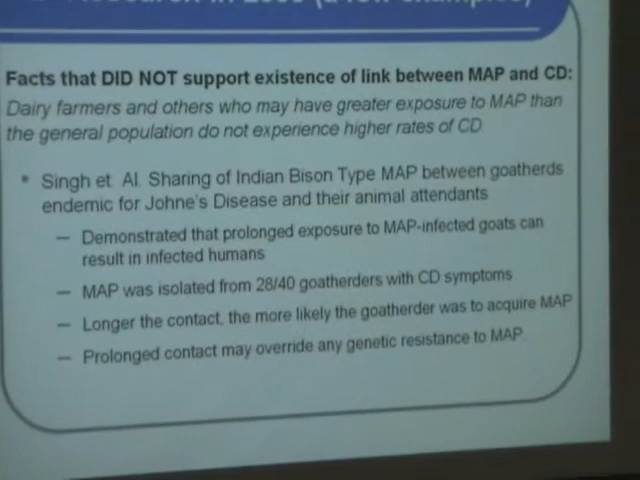 Facts that DID NOT support existence of link between MAP and CD:
Dairy farmers and others who may have greater exposure to MAP than
the general population do not experience higher rates of CD
* Singh et. Al. Sharing of Indian Bison Type MAP between goatherds
endemic for Johne's Disease and their animal attendants
— Demonstrated that prolonged exposure to MAP-infected goats can
result in infected humans
— MAP was isolated from 28/40 goatherders with CD symptoms
— Longer the contact, the more likely the goatherder was to acquire MAP
— Prolonged contact may override any genetic resistance to MAP